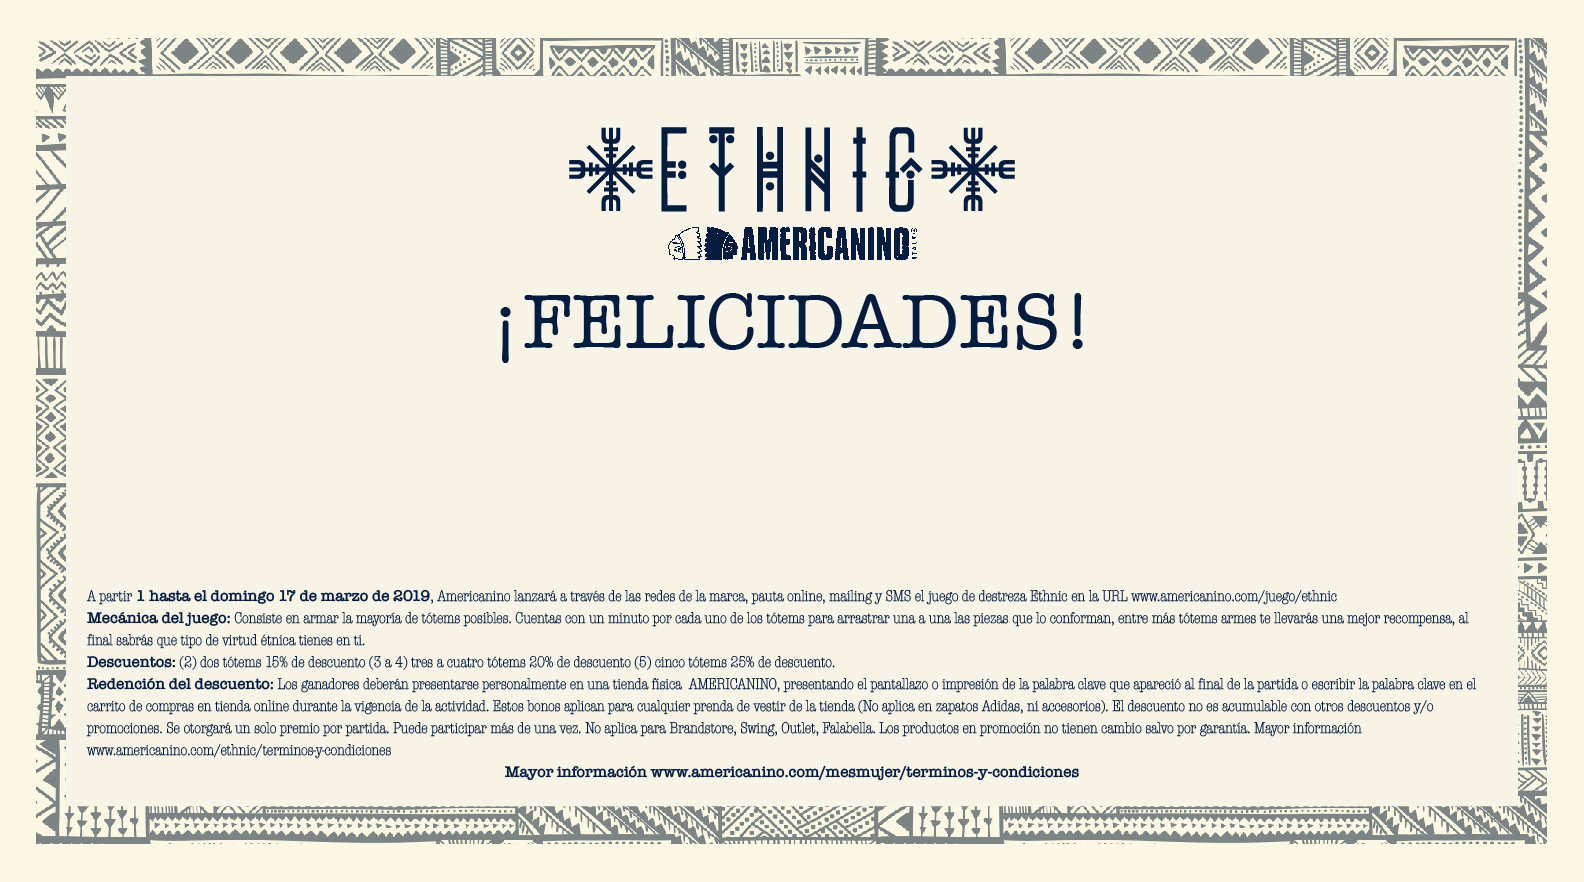 ETHNIC
AMERICANINO
ITALY
¡FELICIDADES!
A partir 1 hasta el domingo 17 de marzo de 2019, Americanino lanzará a través de las redes de la marca, pauta online, mailing y SMS el juego de destreza Ethnic en la URL www.americanino.com/juego/ethnic
Mecánica del juego: Consiste en armar la mayoría de tótems posibles. Cuentas con un minuto por cada uno de los tótems para arrastrar una a una las piezas que lo conforman, entre más tótems armes te llevarás una mejor recompensa, al
final sabrás que tipo de virtud étnica tienes en ti.
Descuentos: (2) dos tótems 15% de descuento (3 a 4) tres a cuatro tótems 20% de descuento (5) cinco tótems 25% de descuento.
Redención del descuento: Los ganadores deberán presentarse personalmente en una tienda física AMERICANINO, presentando el pantallazo o impresión de la palabra clave que apareció al final de la partida o escribir la palabra clave en el
carrito de compras en tienda online durante la vigencia de la actividad. Estos bonos aplican para cualquier prenda de vestir de la tienda (No aplica en zapatos Adidas, ni accesorios). El descuento no es acumulable con otros descuentos y/o
promociones. Se otorgará un solo premio por partida. Puede participar más de una vez. No aplica para Brandstore, Swing, Outlet, Falabella. Los productos en promoción no tienen cambio salvo por garantía. Mayor información
www.americanino.com/ethnic/terminos-y-condiciones
Mayor información www.americanino.com/mesmujer/terminos-y-condiciones